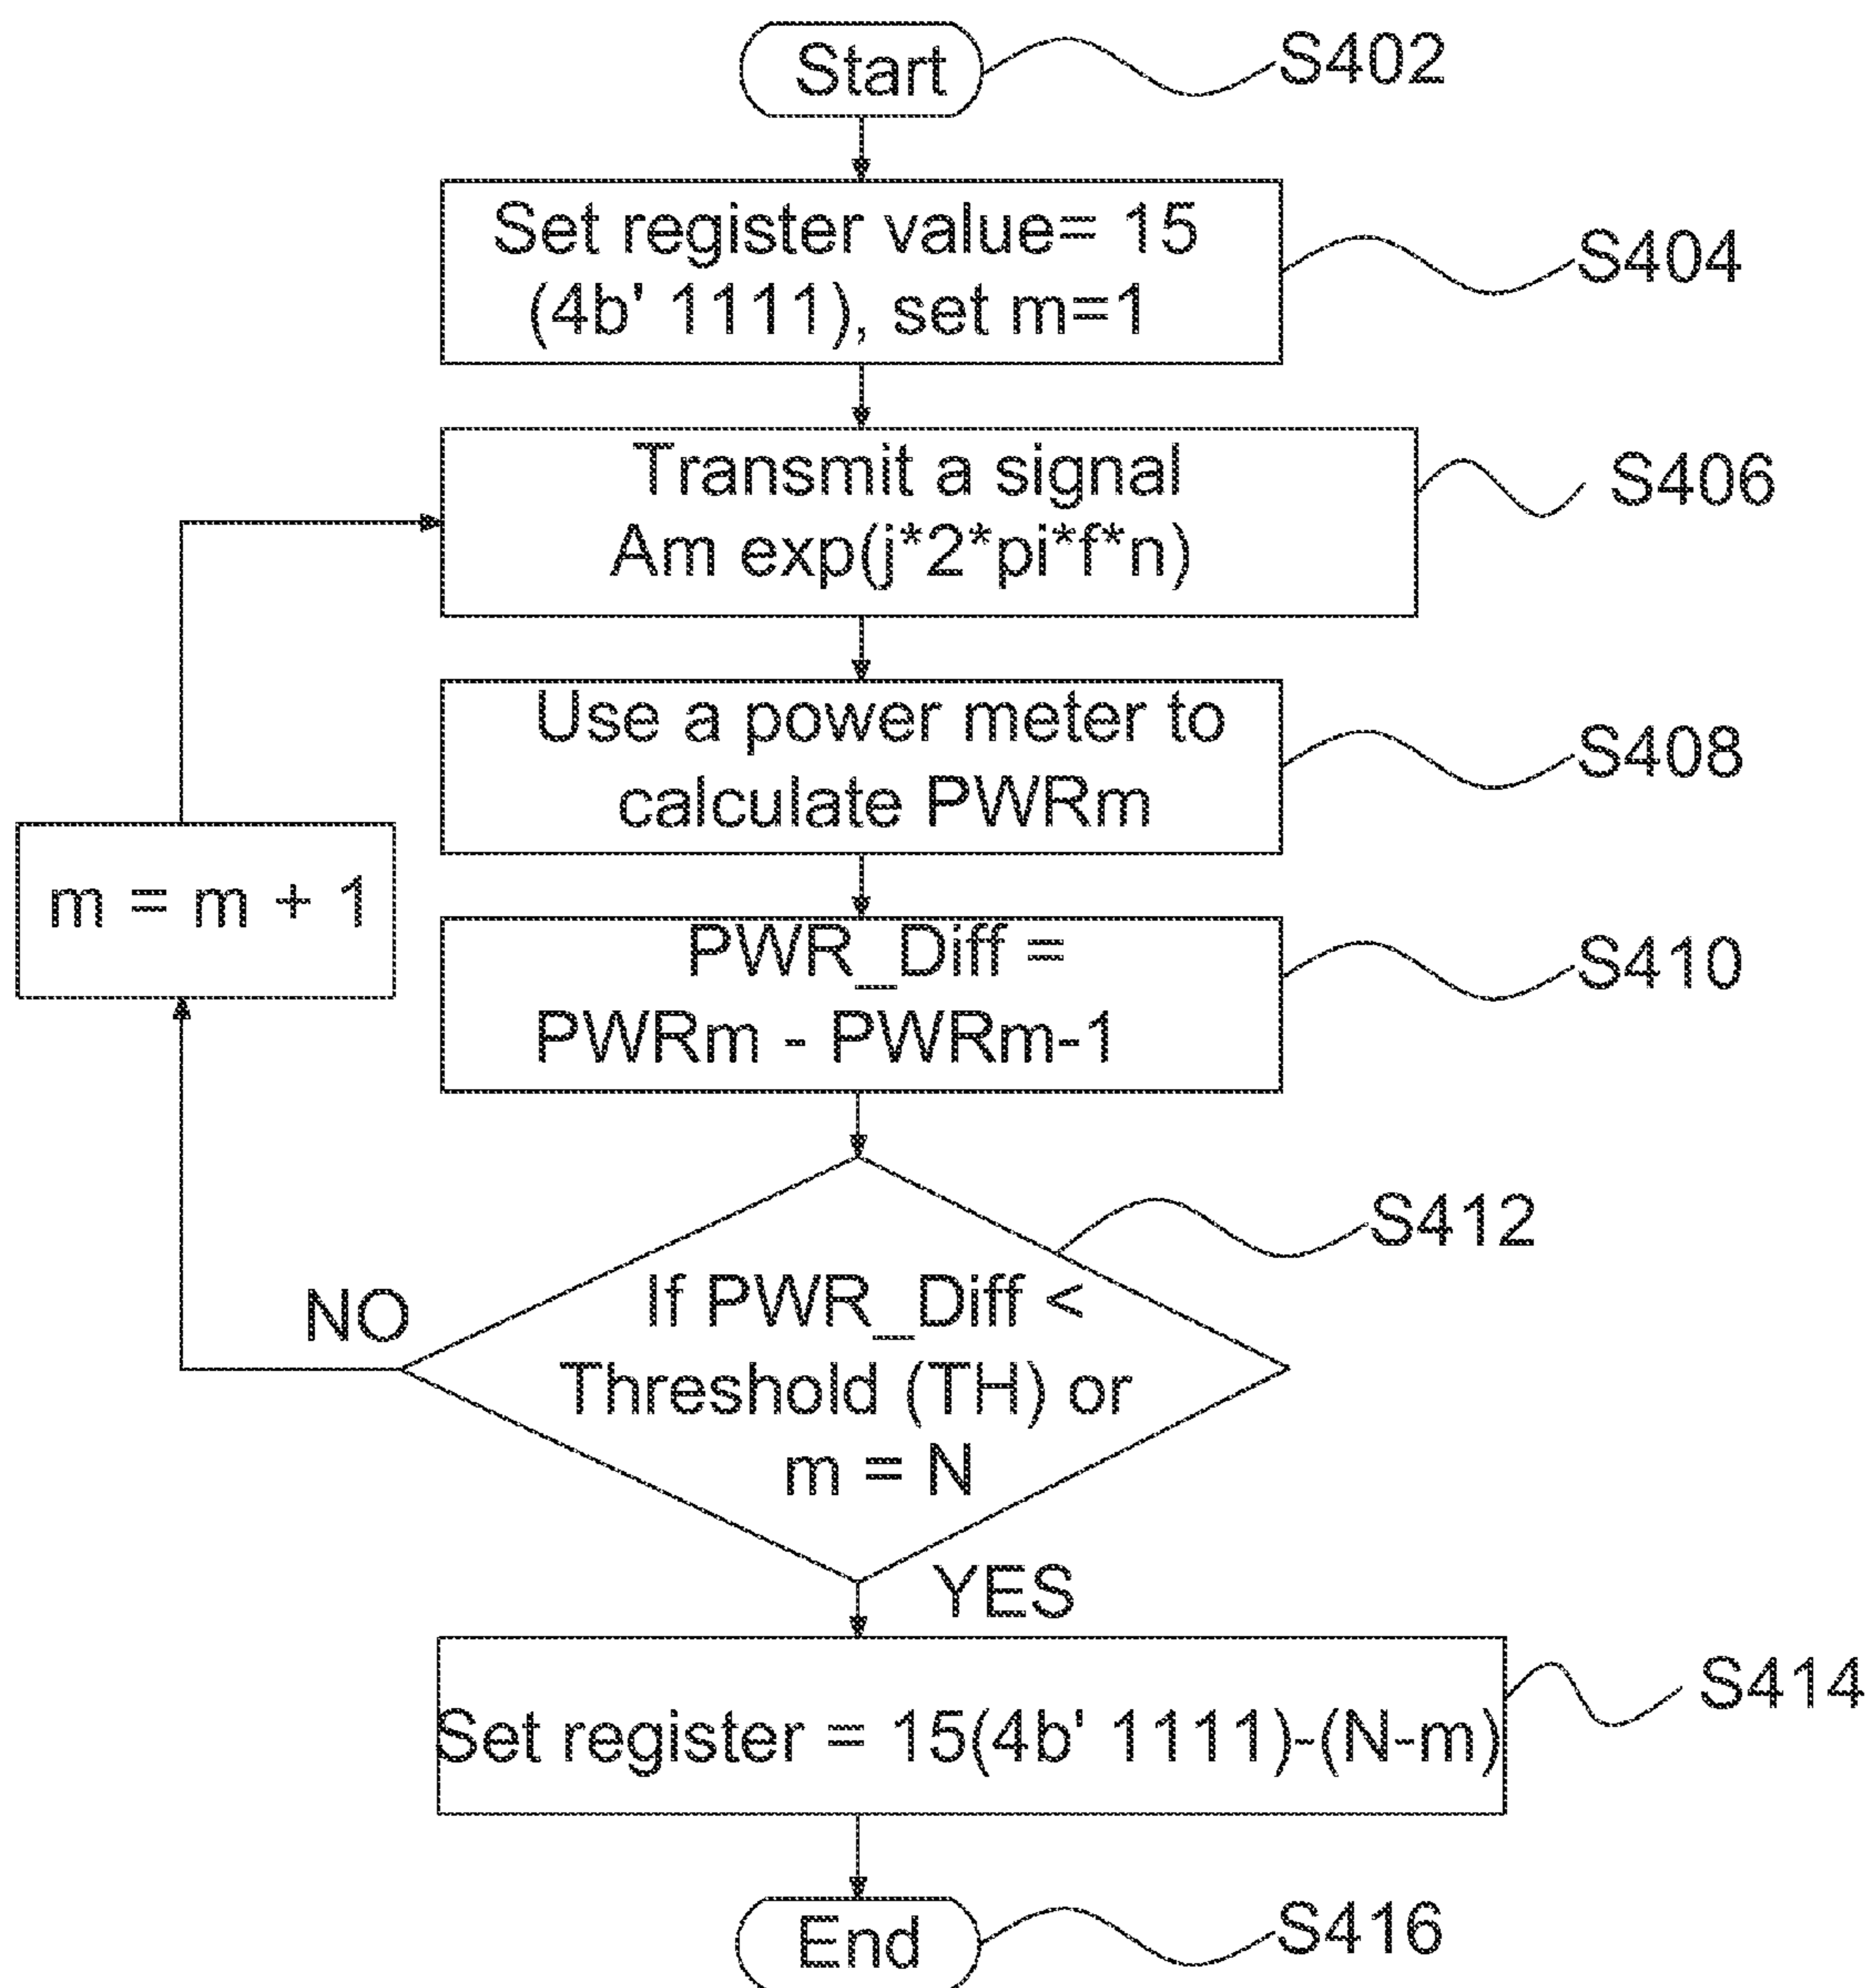 Start
S402
Set register value= 15
(4b' 1111), set m=1
S404
Transmit a signal
Am exp(j*2*pi*f*n)
S406
Use a power meter to
calculate PWRm
S408
m = m + 1
PWR_Diff =
PWRm - PWRm-1
S410
S412
If PWR_Diff <
Threshold (TH) or
m = N
NO
YES
Set register = 15(4b' 1111)-(N-m)
S414
End
S416